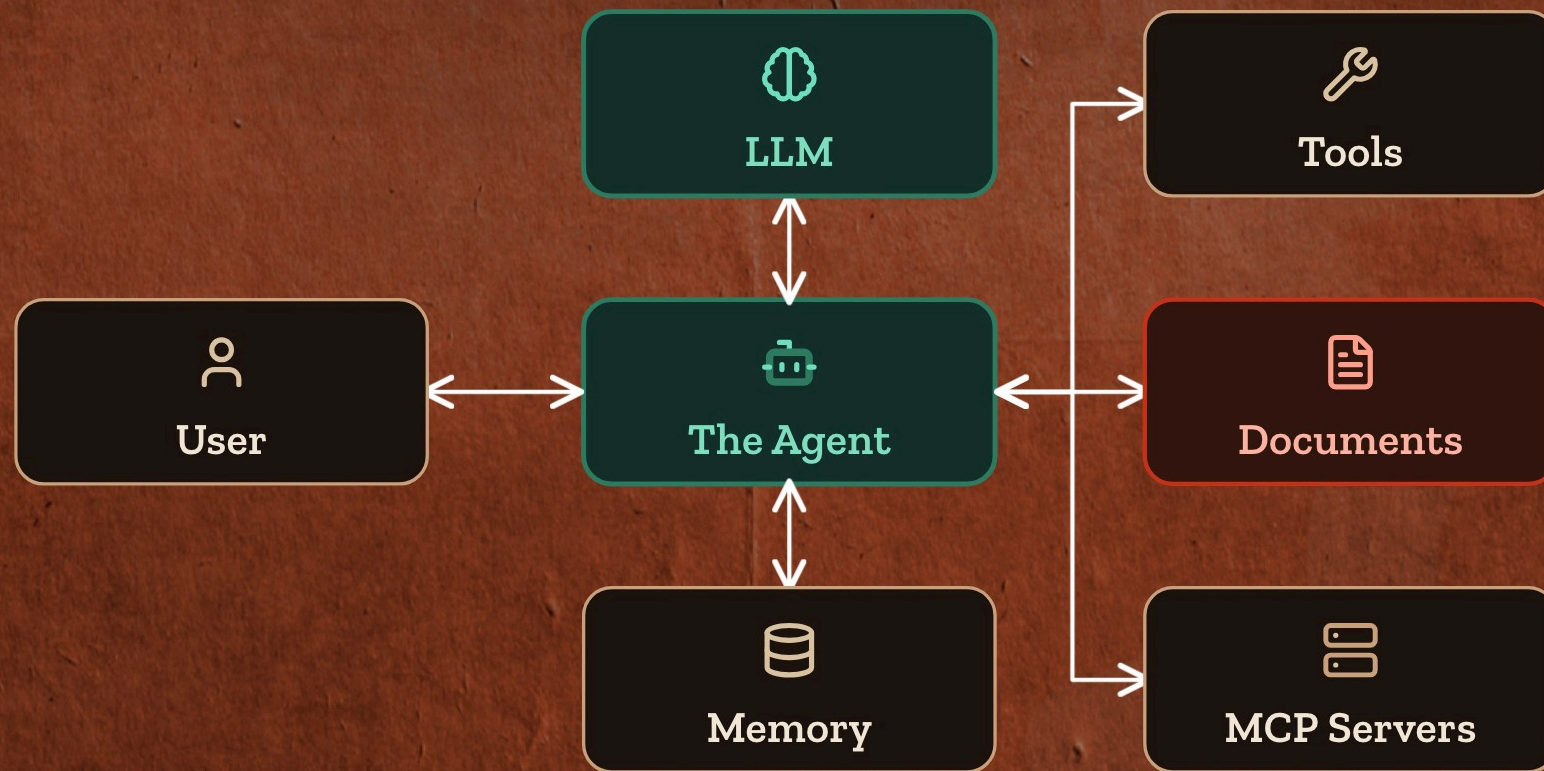 LLM
Tools
User
The Agent
Documents
Memory
MCP Servers